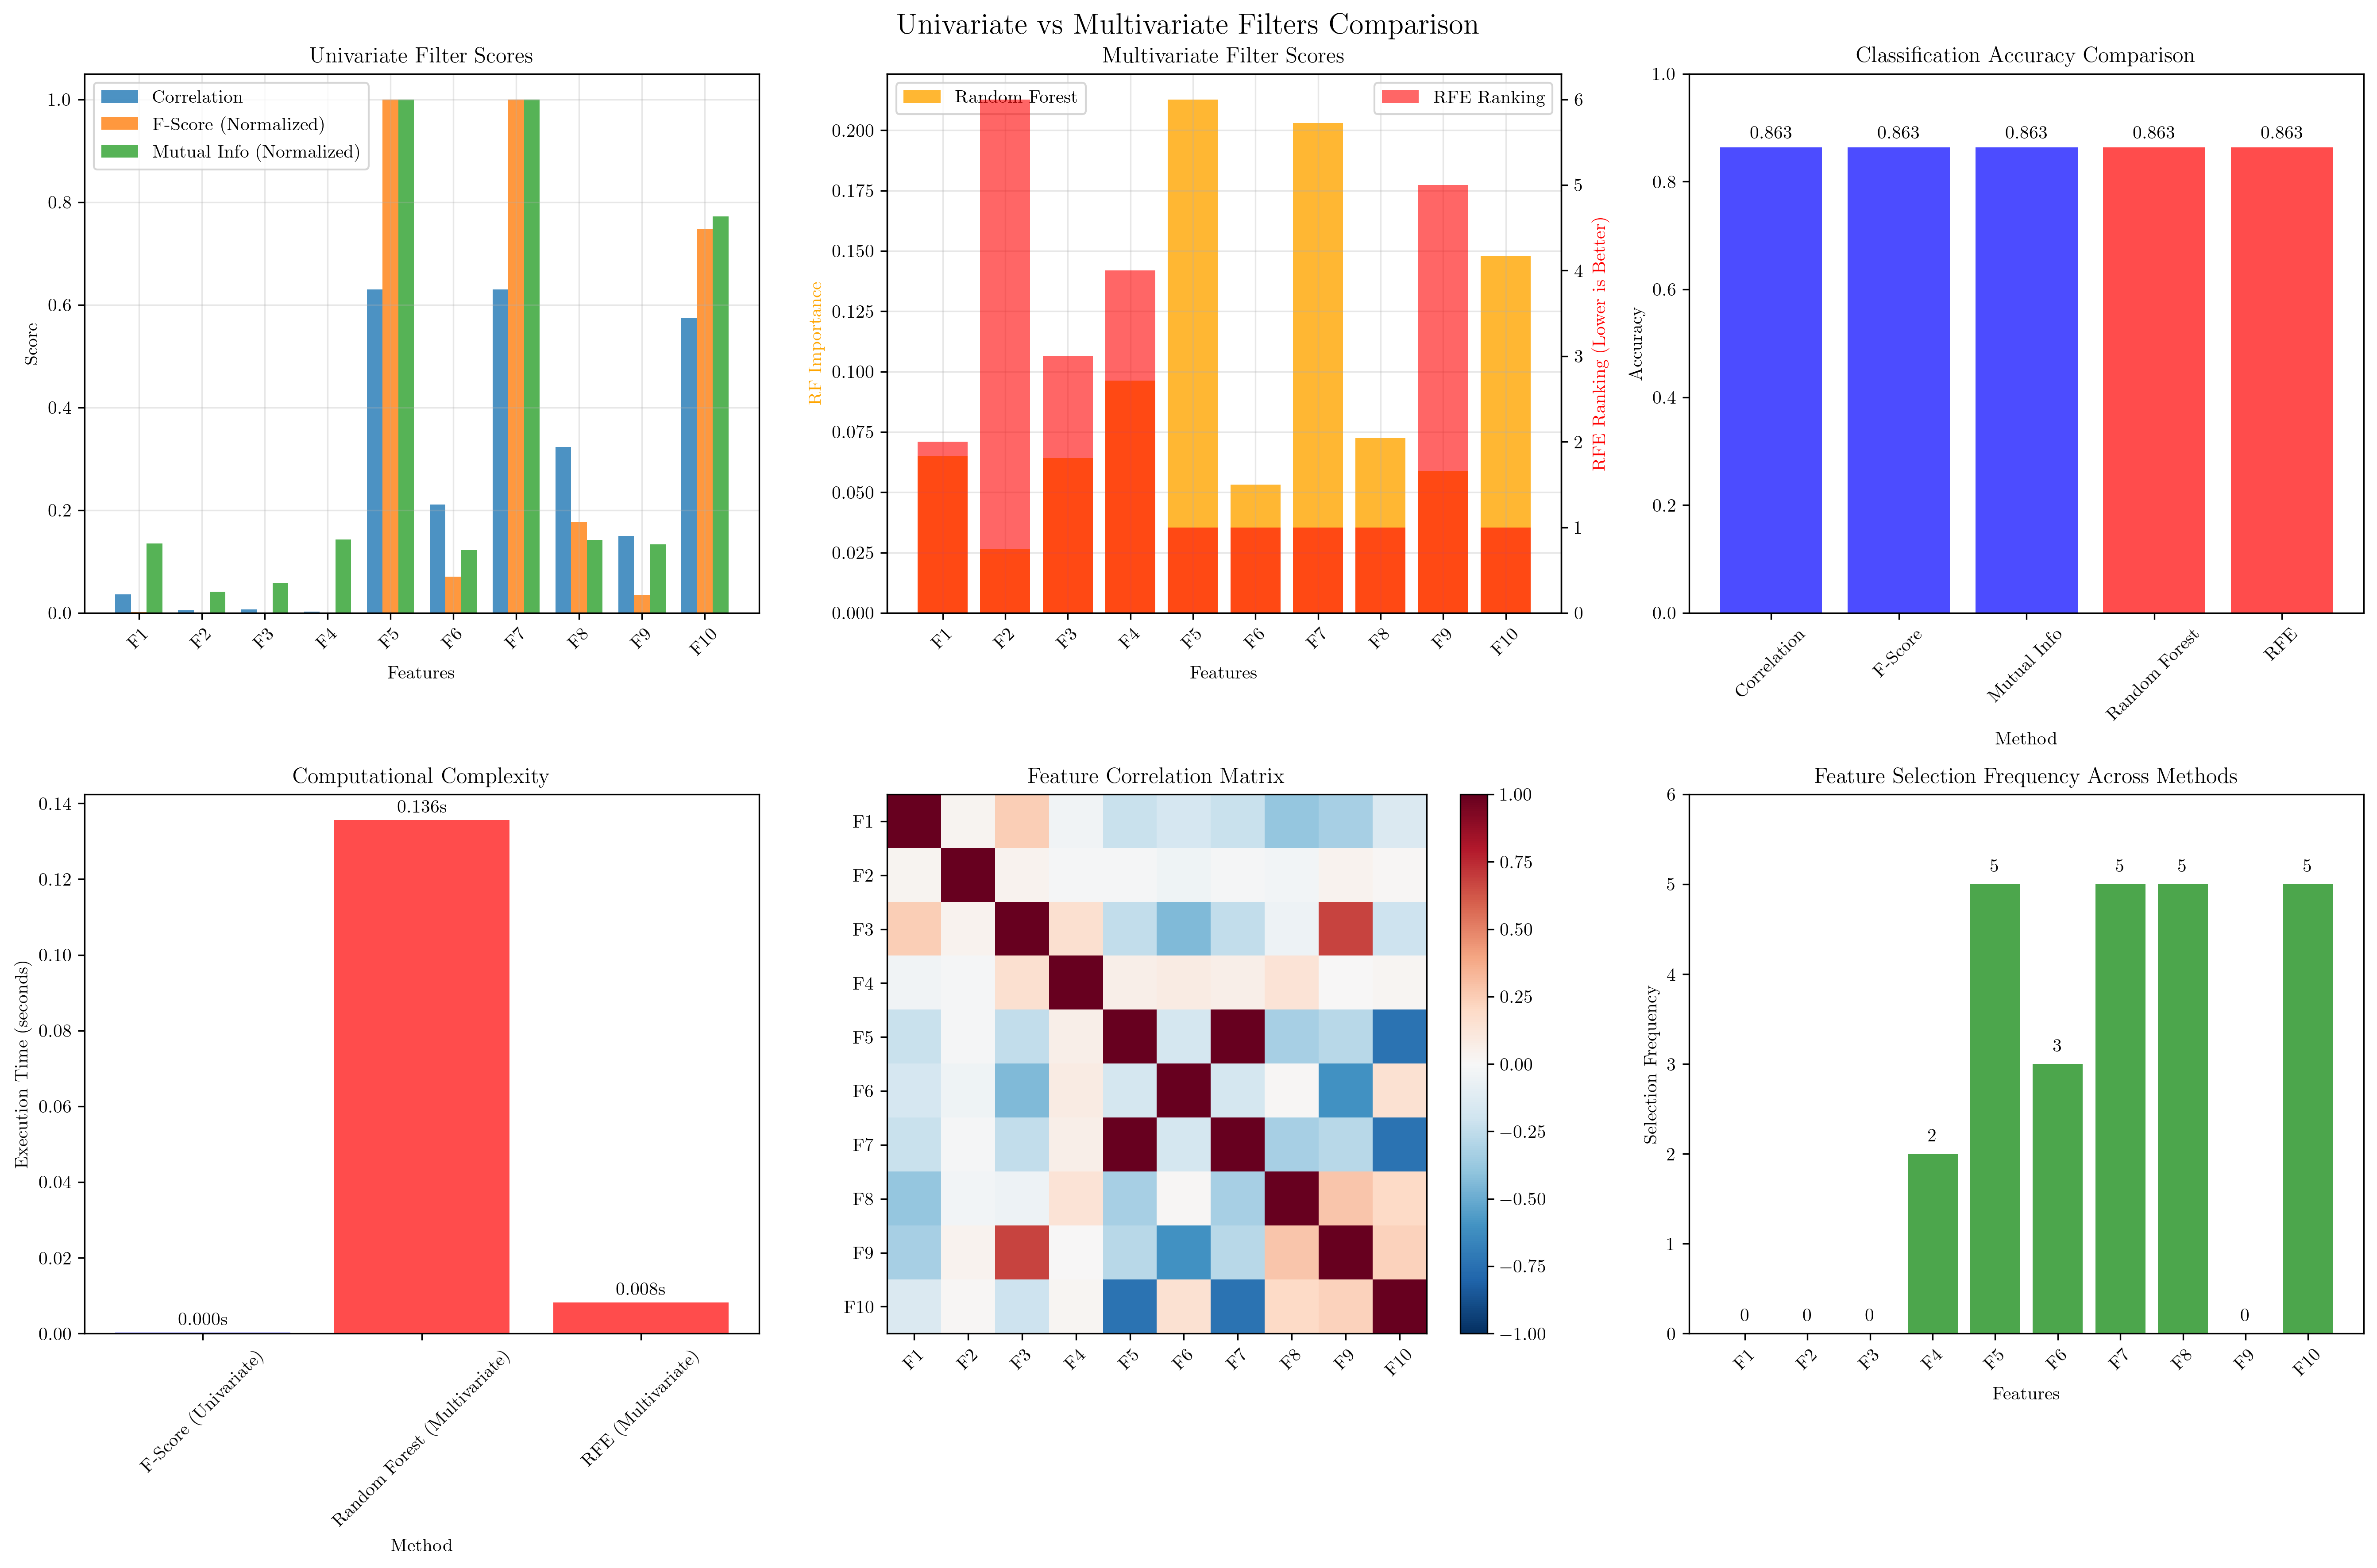 Univariate vs Multivariate Filters Comparison
Univariate Filter Scores
Correlation
F-Score (Normalized)
Mutual Info (Normalized)
1.0
0.8
0.6
0.4
0.2
0.0
Score
F1 F2 F3 F4 F5 F6 F7 F8 F9 F10
Features
Multivariate Filter Scores
Random Forest
RFE Ranking
0.200
0.175
0.150
0.125
0.100
0.075
0.050
0.025
0.000
RF Importance
6
5
4
3
2
1
0
RFE Ranking (Lower is Better)
F1 F2 F3 F4 F5 F6 F7 F8 F9 F10
Features
Classification Accuracy Comparison
1.0
0.8
0.6
0.4
0.2
0.0
Accuracy
0.863 0.863 0.863 0.863 0.863
Correlation F-Score Mutual Info Random Forest RFE
Method
Computational Complexity
0.14
0.12
0.10
0.08
0.06
0.04
0.02
0.00
Execution Time (seconds)
0.000s 0.136s 0.008s
F-Score (Univariate) Random Forest (Multivariate) RFE (Multivariate)
Method
Feature Correlation Matrix
F1
F2
F3
F4
F5
F6
F7
F8
F9
F10
F1 F2 F3 F4 F5 F6 F7 F8 F9 F10
1.00
0.75
0.50
0.25
0.00
−0.25
−0.50
−0.75
−1.00
Feature Selection Frequency Across Methods
6
5
4
3
2
1
0
Selection Frequency
0 0 0 2 5 3 5 5 0 5
F1 F2 F3 F4 F5 F6 F7 F8 F9 F10
Features